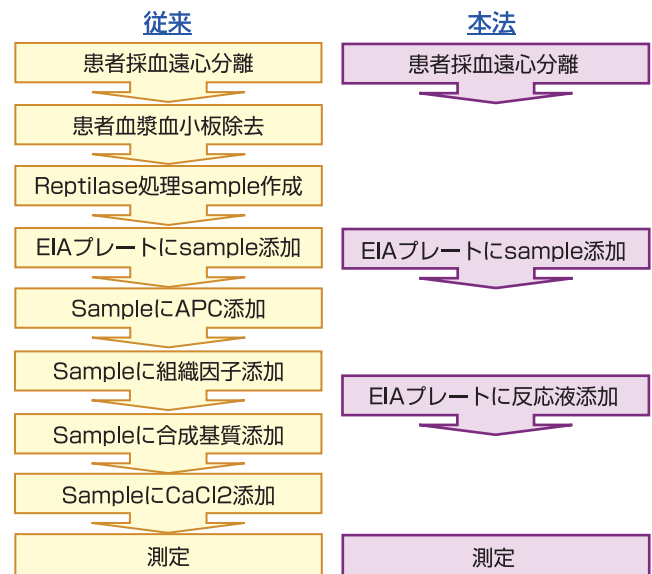 従来
患者採血遠心分離
患者血漿血小板除去
Reptilase処理sample作成
EIAプレートにsample添加
SampleにAPC添加
Sampleに組織因子添加
Sampleに合成基質添加
SampleにCaCl2添加
測定
本法
患者採血遠心分離
EIAプレートにsample添加
EIAプレートに反応液添加
測定